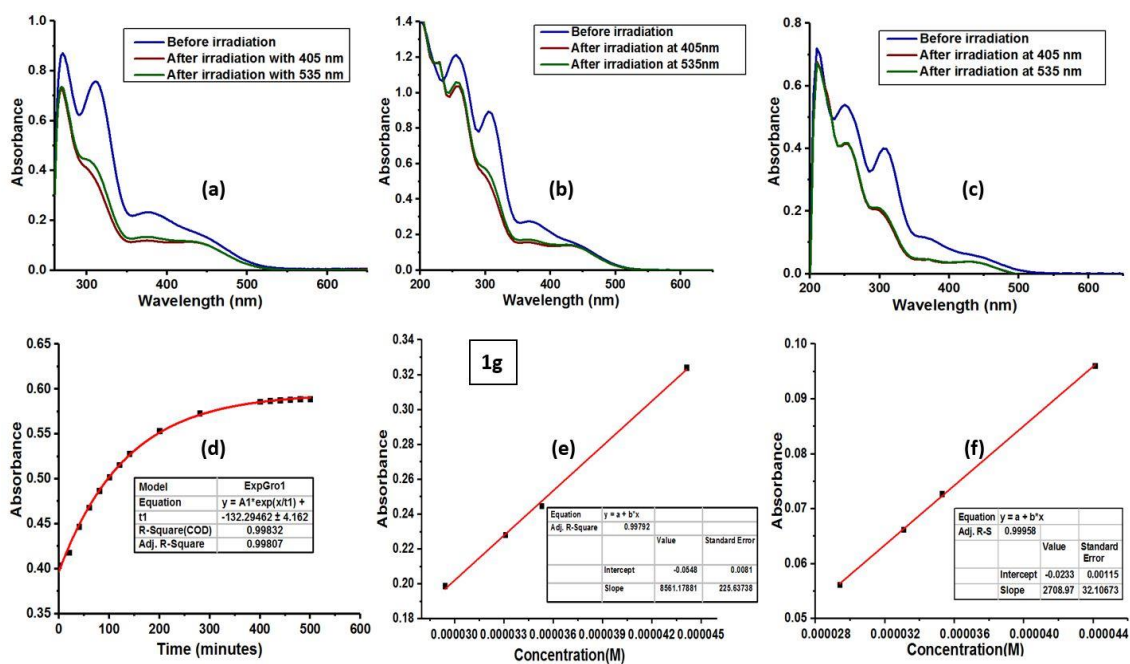 Before irradiation
After irradiation with 405 nm
After irradiation with 535 nm
(a)
Absorbance
1.0
0.8
0.6
0.4
0.2
0.0
300 400 500 600
Wavelength (nm)
Before irradiation
After irradiation at 405nm
After irradiation at 535nm
(b)
Absorbance
1.4
1.2
1.0
0.8
0.6
0.4
0.2
0.0
200 300 400 500 600
Wavelength (nm)
Before irradiation
After irradiation at 405 nm
After irradiation at 535 nm
(c)
Absorbance
0.8
0.6
0.4
0.2
0.0
200 300 400 500 600
Wavelength (nm)
(d)
Absorbance
0.65
0.60
0.55
0.50
0.45
0.40
0.35
Model ExpGro1
Equation y = A1*exp(x/t1) +
t1 -132.29462 ± 4.162
R-Square(COD) 0.99832
Adj. R-Square 0.99807
0 100 200 300 400 500 600
Time (minutes)
1g
(e)
Absorbance
0.34
0.32
0.30
0.28
0.26
0.24
0.22
0.20
0.18
Equation y = a + b*x
Adj. R-Square 0.99792
Value Standard Error
Intercept -0.0548 0.0081
Slope 8561.17881 225.63738
0.000030 0.000033 0.000036 0.000039 0.000042 0.000045
Concentration(M)
(f)
Absorbance
0.10
0.09
0.08
0.07
0.06
0.05
Equation y = a + b*x
Adj. R-S 0.99958
Value Standard
Error
Intercept -0.0233 0.00115
Slope 2708.97 32.10673
0.000028 0.000032 0.000036 0.000040 0.000044
Concentration(M)